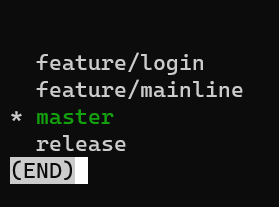 feature/login
feature/mainline
* master
release
(END)